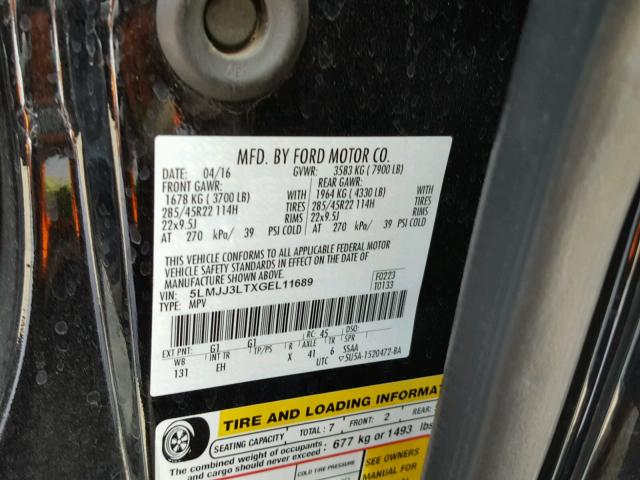 MFD. BY FORD MOTOR CO.
DATE: 04/16 GVWR: 3583 KG ( 7900 LB)
FRONT GAWR: REAR GAWR:
1678 KG ( 3700 LB) WITH 1964 KG ( 4330 LB) WITH
285/45R22 114H TIRES 285/45R22 114H TIRES
22x9.5J RIMS 22x9.5J RIMS
AT 270 kPa/ 39 PSI COLD AT 270 kPa/ 39 PSI COLD
THIS VEHICLE CONFORMS TO ALL APPLICABLE FEDERAL MOTOR
VEHICLE SAFETY STANDARDS IN EFFECT ON THE DATE OF
MANUFACTURE SHOWN ABOVE.
VIN: 5LMJJ3LTXGEL11689 F0223
TYPE: MPV T0133
EXT PNT: G1 G1 RC: 45 DSO:
WB INT TR TP/PS R AXLE TR SPR
131 EH X 41 6 SSAA
UTC 5U5A-1520472-BA
TIRE AND LOADING INFORMAT
SEATING CAPACITY TOTAL: 7 FRONT: 2 REAR:
The combined weight of occupants
and cargo should never exceed: 677 kg or 1493 lbs
COLD TIRE PRESSURE SEE OWNERS
MANUAL FOR